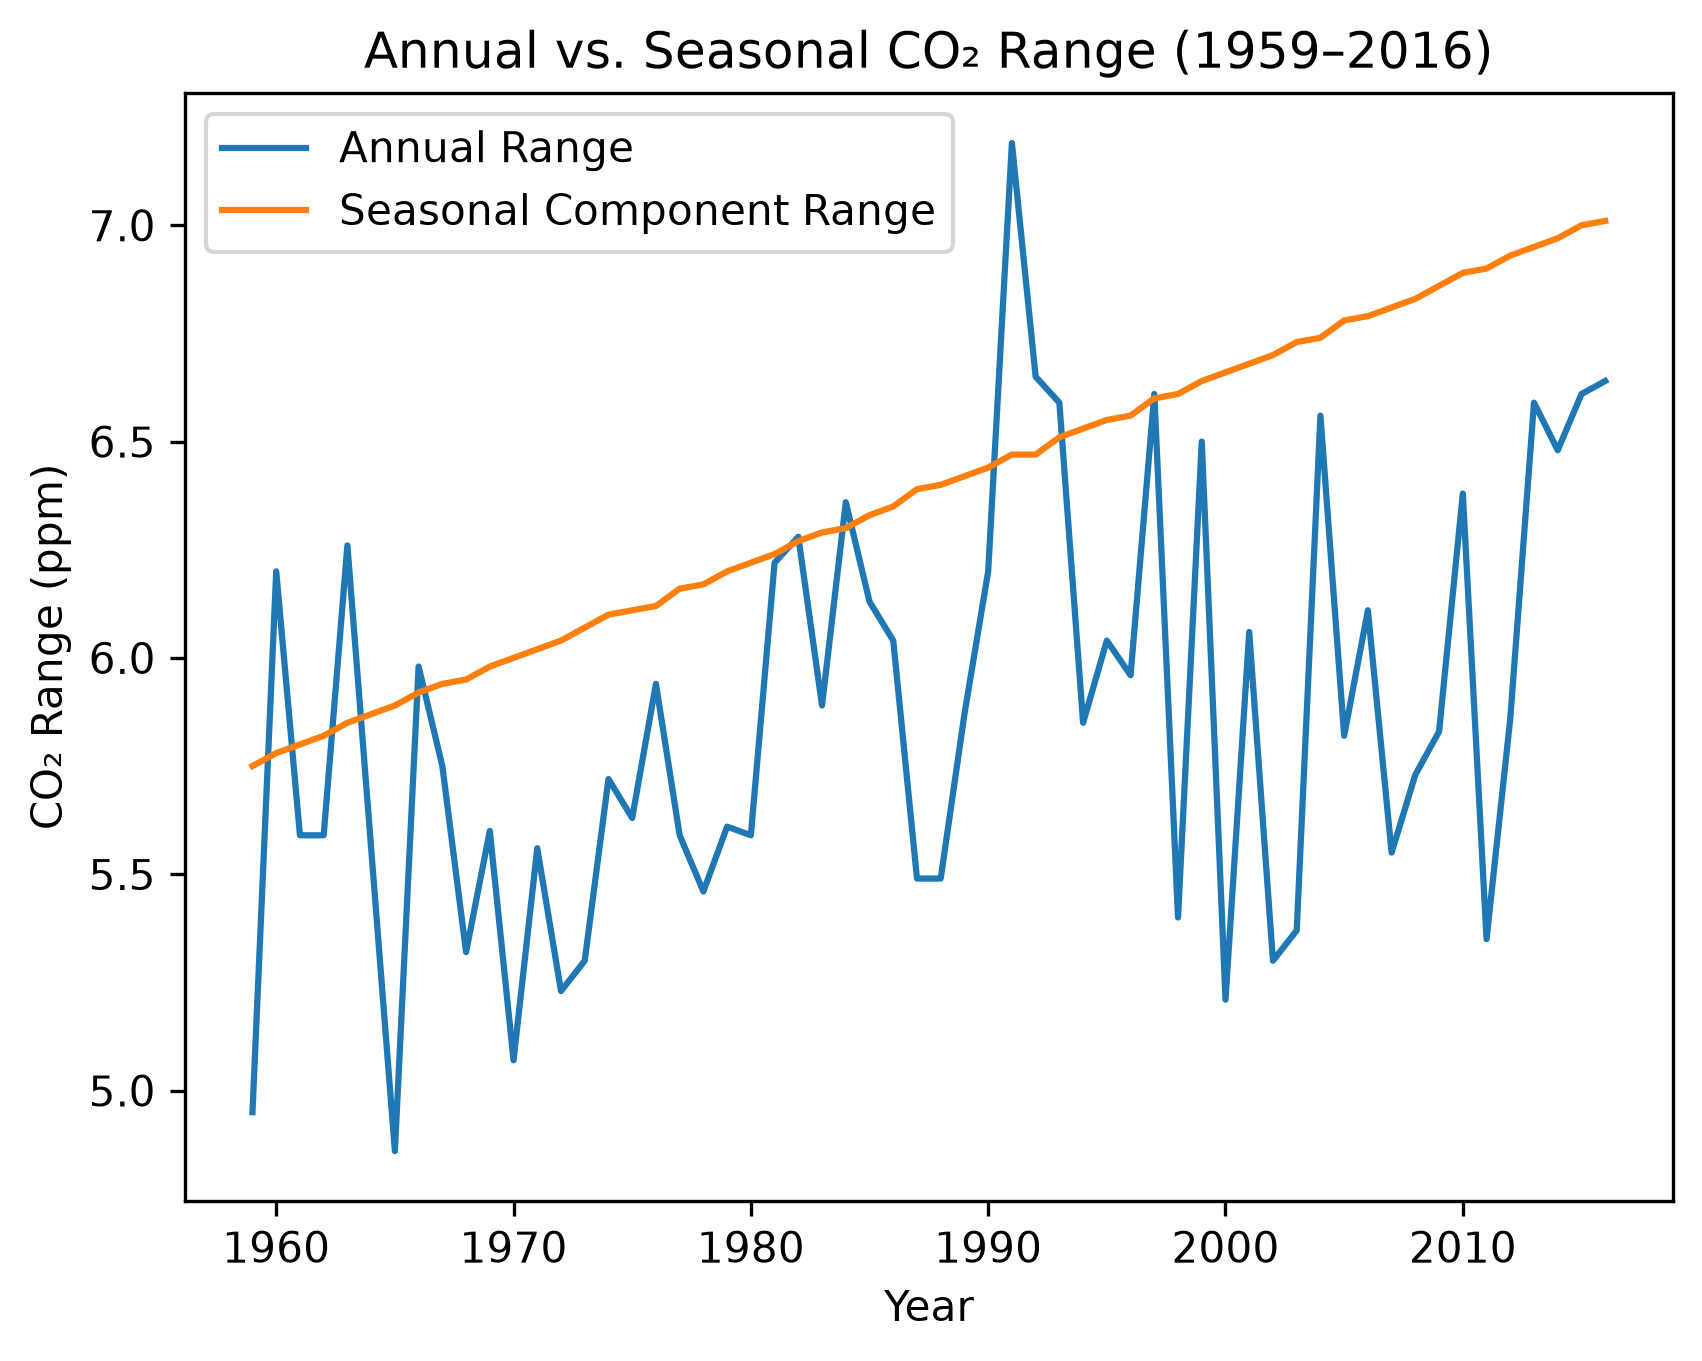 Annual vs. Seasonal CO₂ Range (1959–2016)
Annual Range
Seasonal Component Range
CO₂ Range (ppm)
7.0
6.5
6.0
5.5
5.0
1960 1970 1980 1990 2000 2010
Year